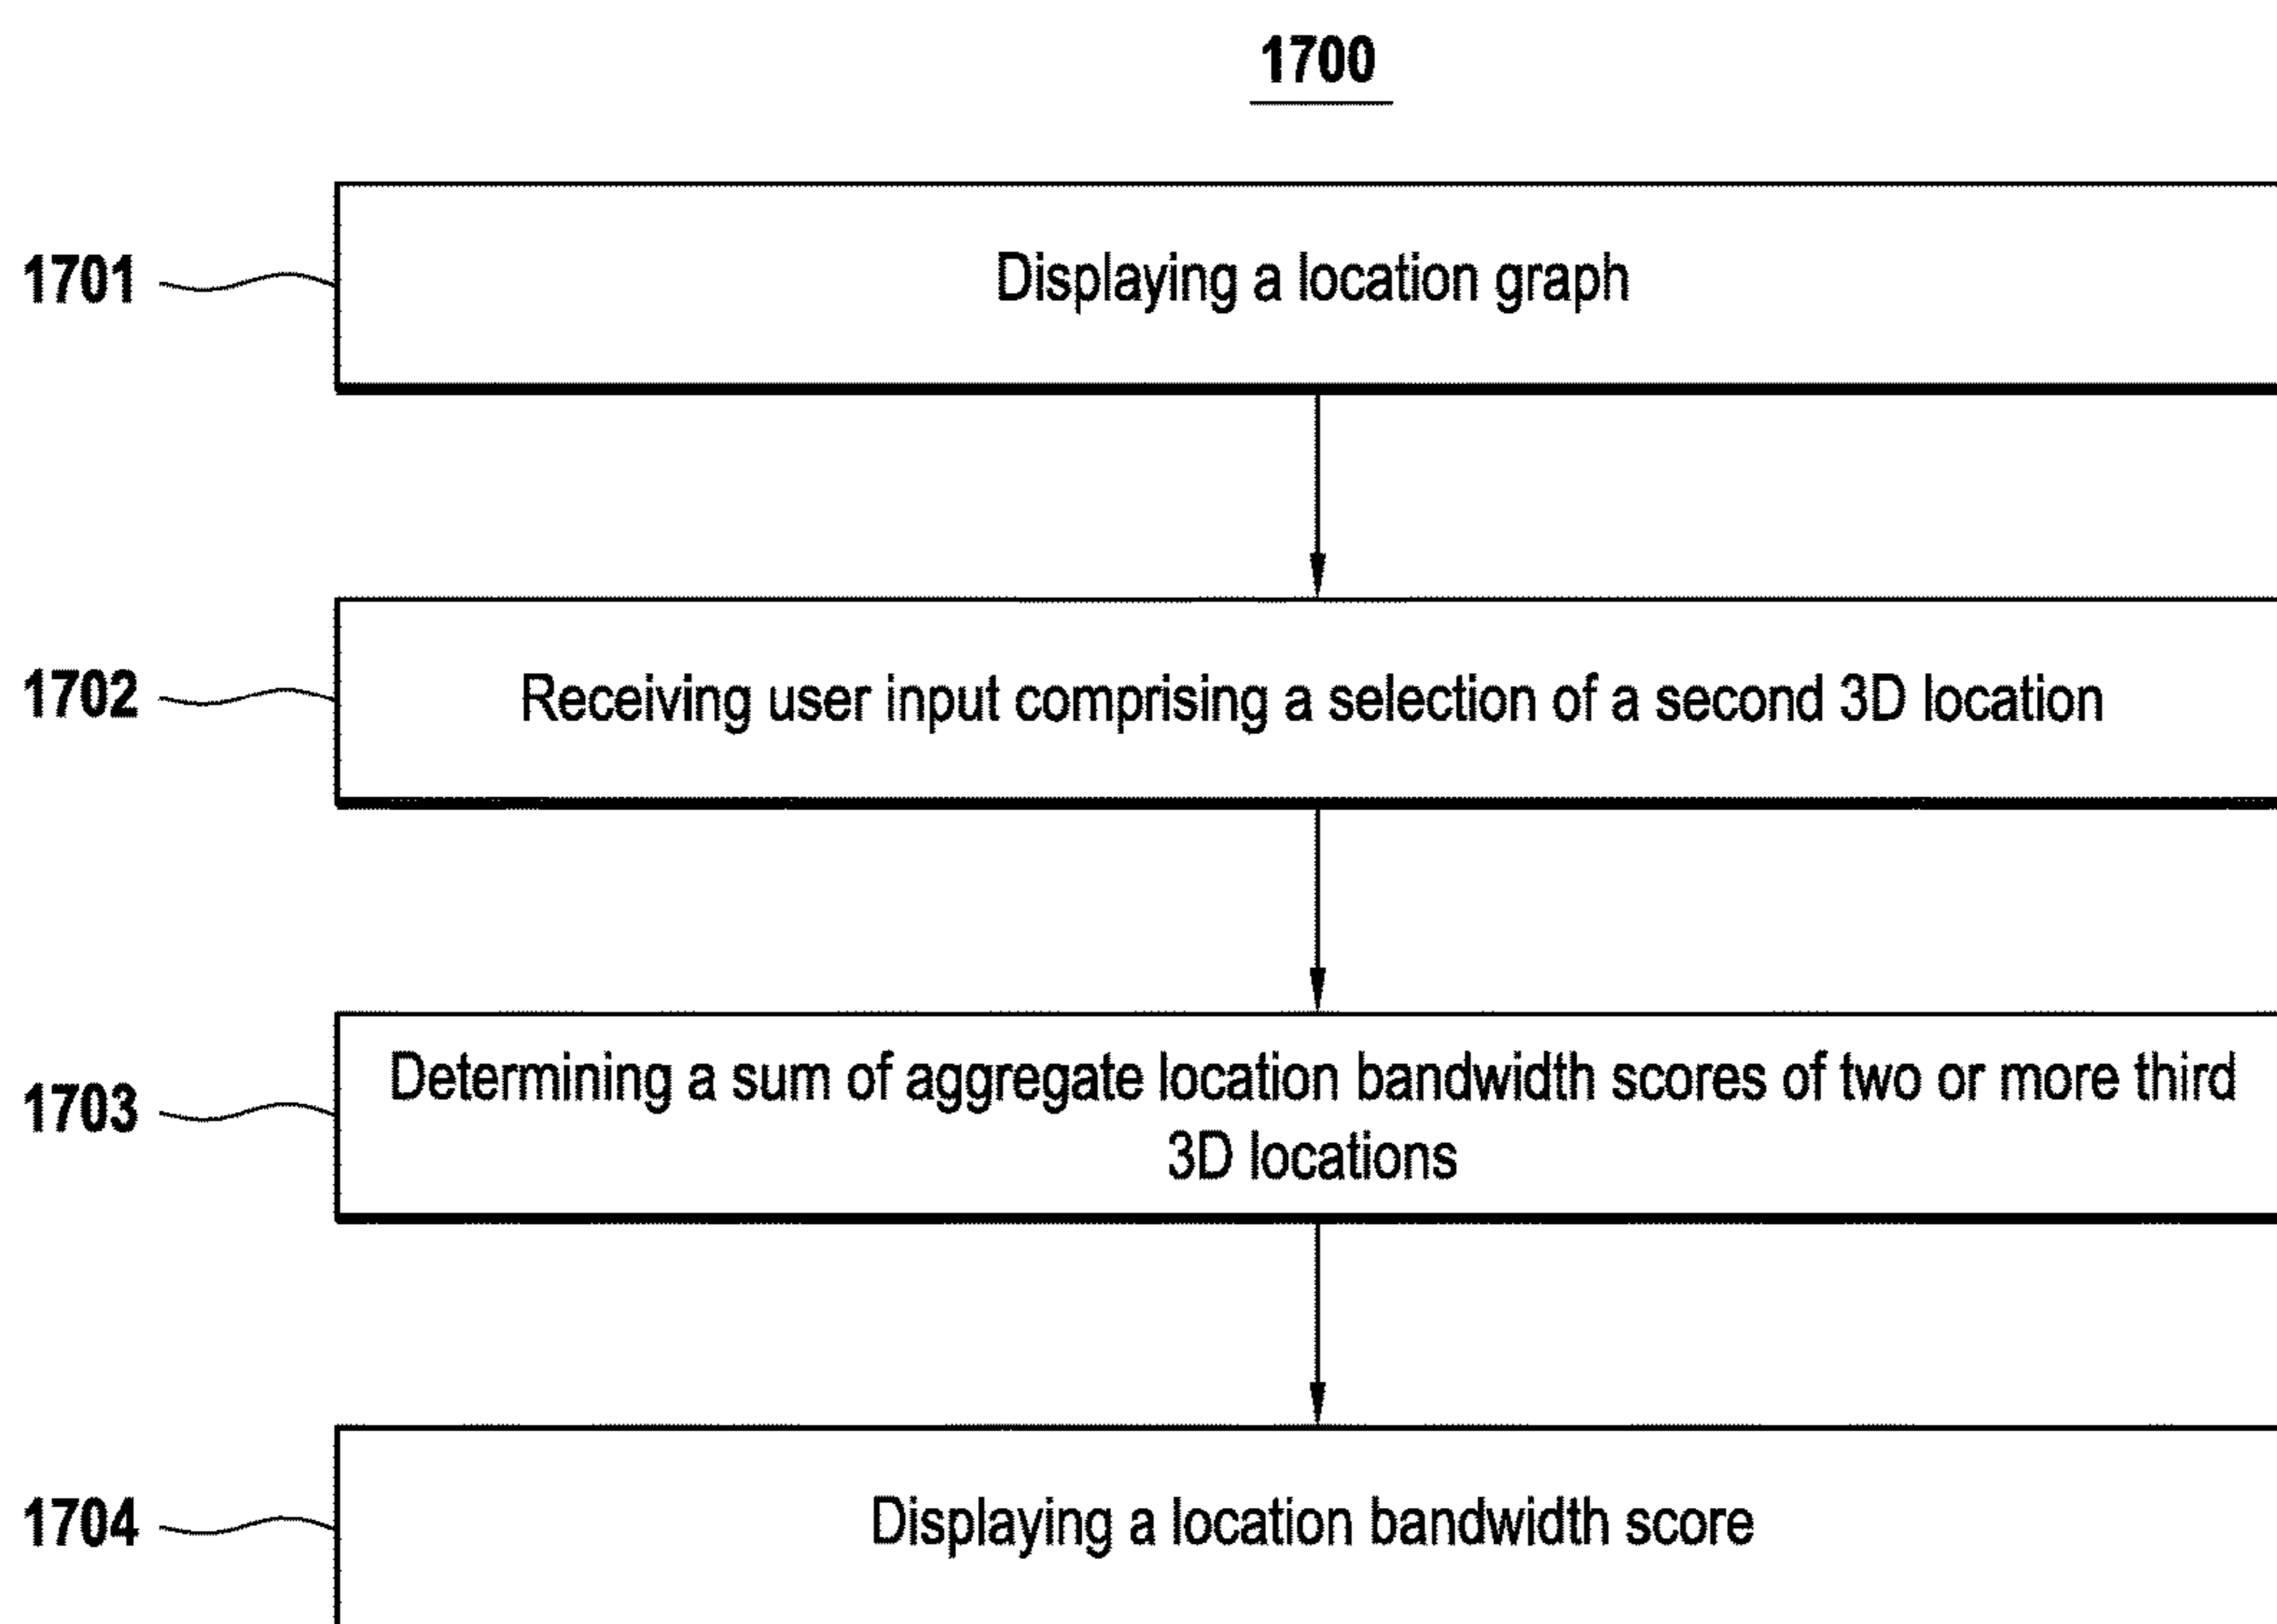 1700
1701
Displaying a location graph
1702
Receiving user input comprising a selection of a second 3D location
1703
Determining a sum of aggregate location bandwidth scores of two or more third
3D locations
1704
Displaying a location bandwidth score